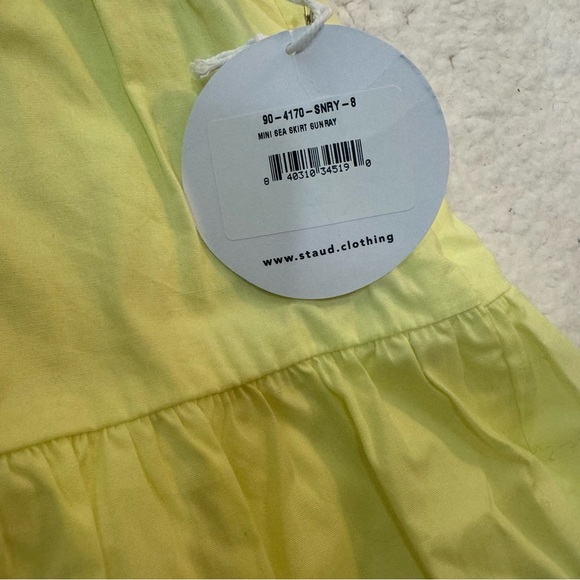 90-4170-SNRY-8
MINI SEA SKIRT SUNRAY
8 40310 34519 0
www.staud.clothing